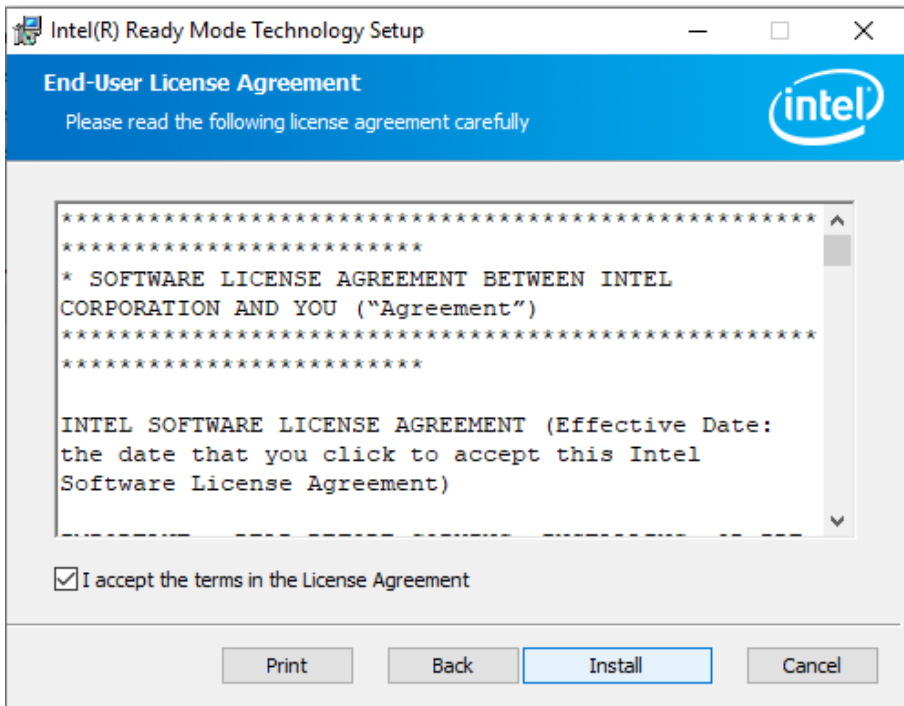 Intel(R) Ready Mode Technology Setup
End-User License Agreement
Please read the following license agreement carefully
intel
*****************************************************
*************************
* SOFTWARE LICENSE AGREEMENT BETWEEN INTEL
CORPORATION AND YOU (“Agreement”)
*****************************************************
*************************
INTEL SOFTWARE LICENSE AGREEMENT (Effective Date:
the date that you click to accept this Intel
Software License Agreement)
I accept the terms in the License Agreement
Print Back Install Cancel